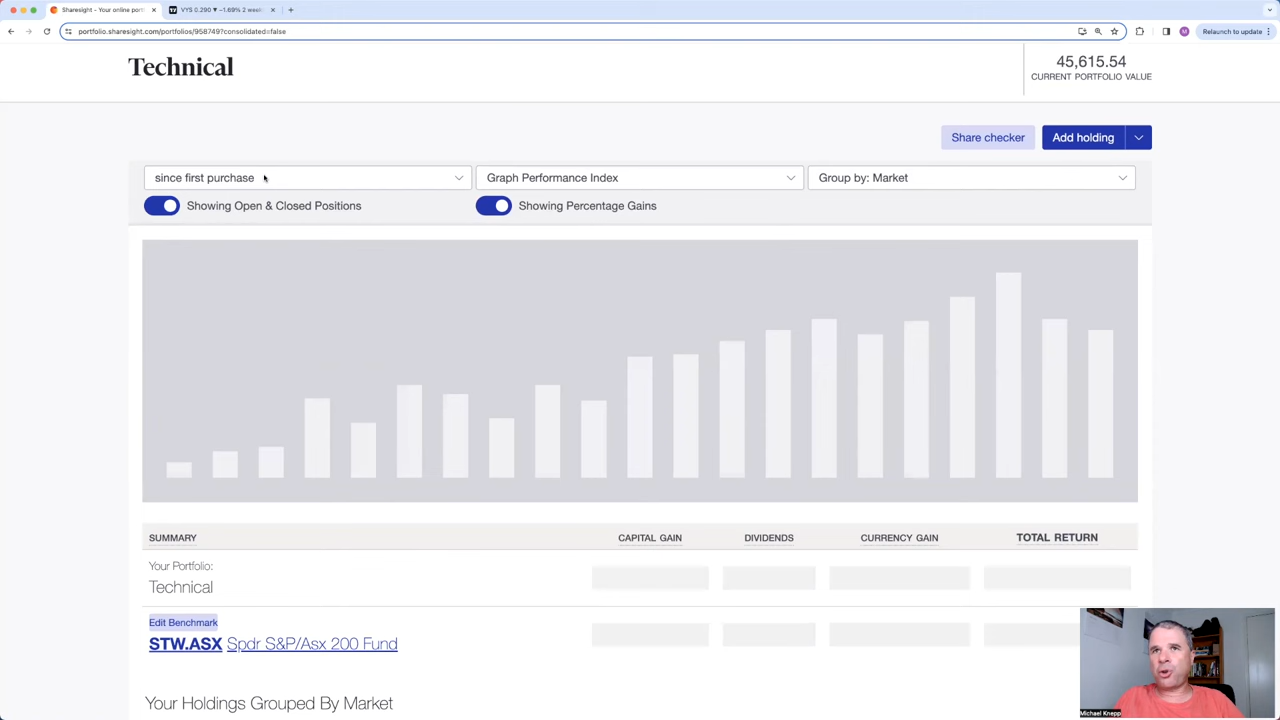 Sharesight - Your online port
VYS 0.290 ▼ −1.69% 2 week
portfolio.sharesight.com/portfolios/958749?consolidated=false
M
Relaunch to update
Technical
45,615.54
CURRENT PORTFOLIO VALUE
Share checker
Add holding
since first purchase
Graph Performance Index
Group by: Market
Showing Open & Closed Positions
Showing Percentage Gains
SUMMARY
CAPITAL GAIN
DIVIDENDS
CURRENCY GAIN
TOTAL RETURN
Your Portfolio:
Technical
Edit Benchmark
STW.ASX Spdr S&P/Asx 200 Fund
Your Holdings Grouped By Market
Michael Knepp